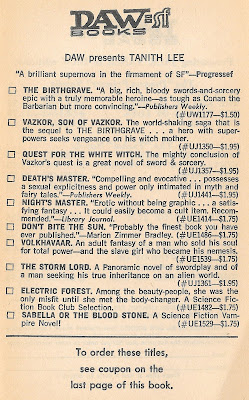 DAW=sf
BOOKS
DAW presents TANITH LEE
"A brilliant supernova in the firmament of SF"—Progressef
□ THE BIRTHGRAVE. "A big, rich, bloody swords-and-sorcery
epic with a truly memorable heroine—as tough as Conan the
Barbarian but more convincing."—Publishers Weekly.
(#UW1177—$1.50)
□ VAZKOR, SON OF VAZKOR. The world-shaking saga that is
the sequel to THE BIRTHGRAVE . . . a hero with super-
powers seeks vengeance on his witch mother.
(#UJ1350—$1.95)
□ QUEST FOR THE WHITE WITCH. The mighty conclusion of
Vazkor's quest is a great novel of sword & sorcery.
(#UJ1357—$1.95)
□ DEATH'S MASTER. "Compelling and evocative . . . possesses
a sexual explicitness and power only intimated in myth and
fairy tales."—Publishers Weekly. (#UJ1441—$1.95)
□ NIGHT'S MASTER. "Erotic without being graphic . . . a satis-
fying fantasy. . . It could easily become a cult item. Recom-
mended."—Library Journal. (#UE1414—$1.75)
□ DON'T BITE THE SUN. "Probably the finest book you have
ever published."—Marion Zimmer Bradley. (#UE1486—$1.75)
□ VOLKHAVAAR. An adult fantasy of a man who sold his soul
for total power—and the slave girl who became his nemesis.
(#UE1539—$1.75)
□ THE STORM LORD. A Panoramic novel of swordplay and of
a man seeking his true inheritance on an alien world.
(#UJ1361—$1.95)
□ ELECTRIC FOREST. Among the beauty-people, she was the
only misfit until she met the body-changer. A Science Fic-
tion Book Club Selection. (#UE1482—$1.75)
□ SABELLA OR THE BLOOD STONE. A Science Fiction Vam-
pire Novel! (#UE1529—$1.75)
To order these titles,
see coupon on the
last page of this book.